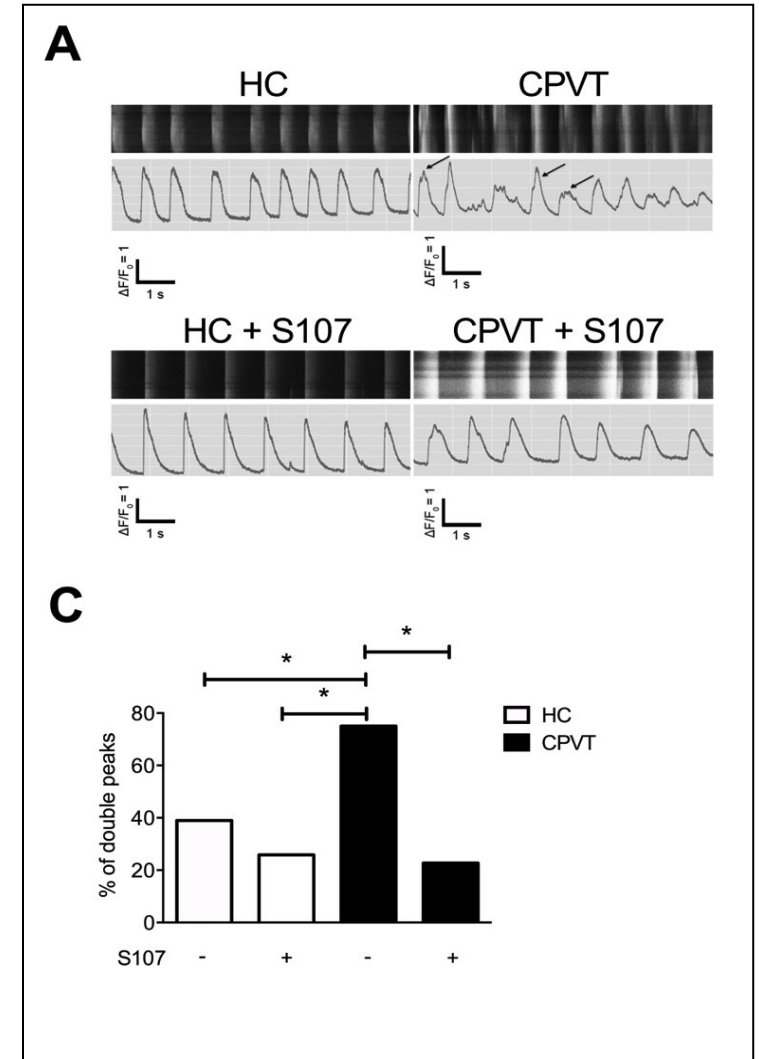 A
HC CPVT
ΔF/F₀ = 1 1 s ΔF/F₀ = 1 1 s
HC + S107 CPVT + S107
ΔF/F₀ = 1 1 s ΔF/F₀ = 1 1 s
C
*
*
*
80
60
40
20
0
% of double peaks
HC
CPVT
S107 - + - +